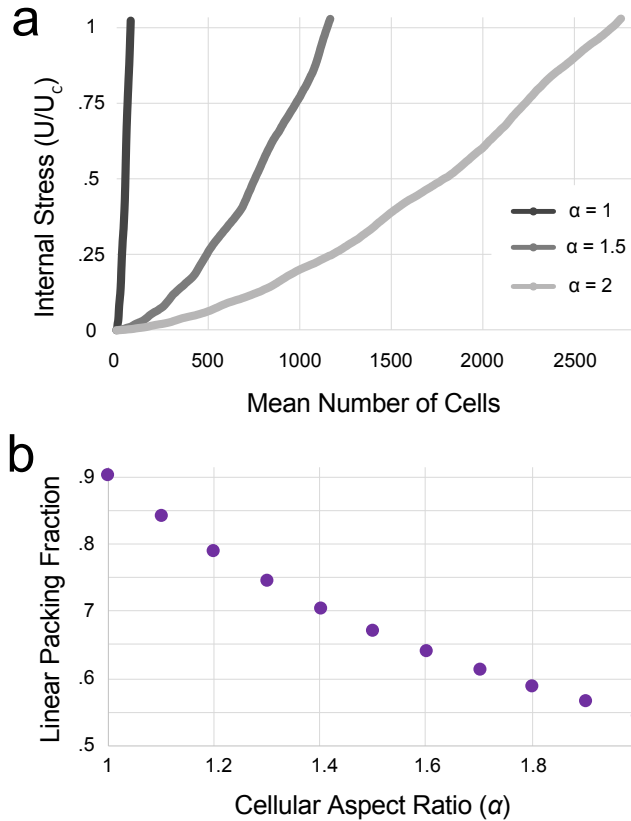 a
Internal Stress (U/Uc)
1
.75
.5
.25
0
α = 1
α = 1.5
α = 2
0 500 1000 1500 2000 2500
Mean Number of Cells
b
Linear Packing Fraction
.9
.8
7
.6
.5
1 1.2 1.4 1.6 1.8
Cellular Aspect Ratio (α)